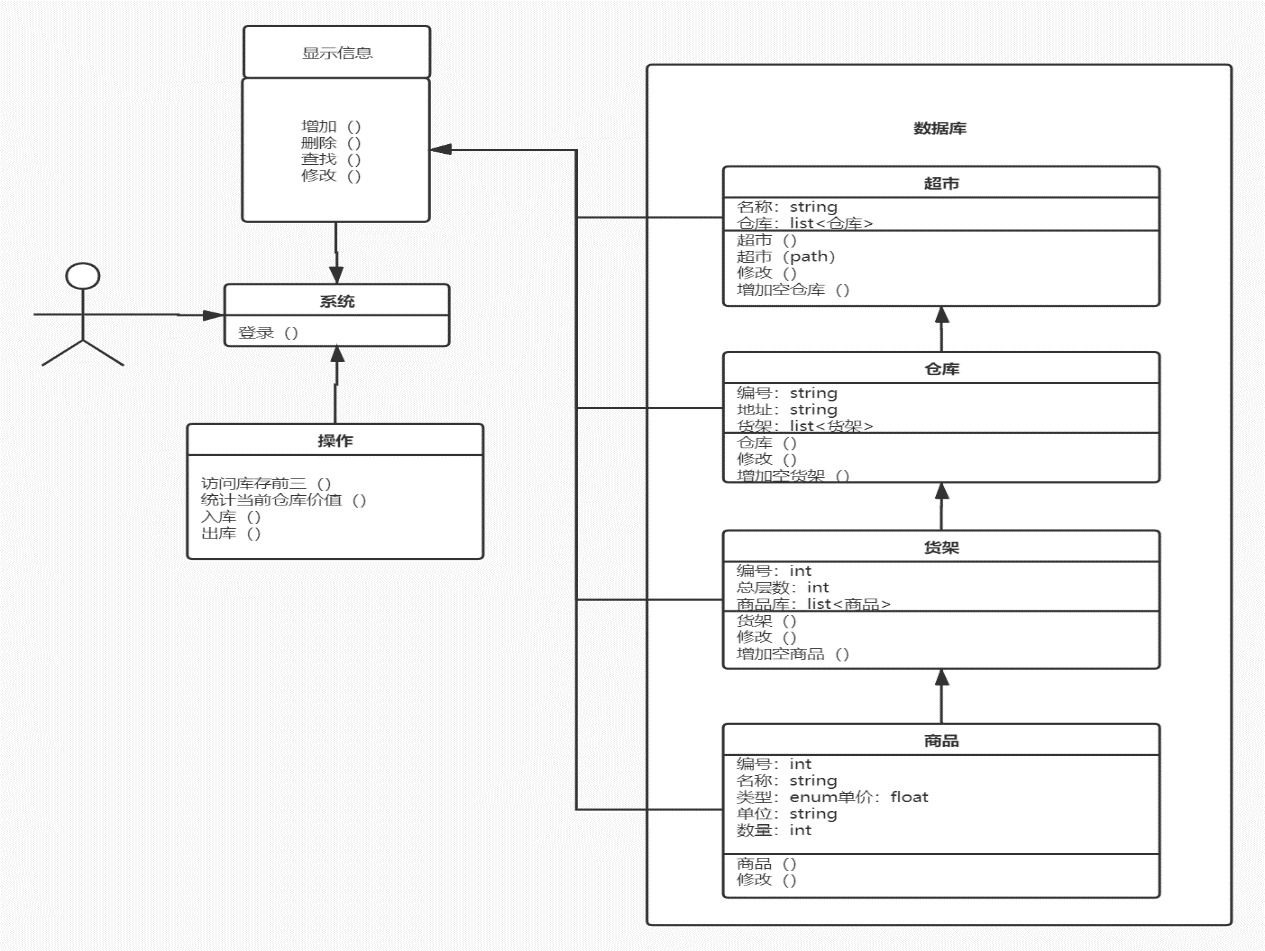 显示信息
增加（）
删除（）
查找（）
修改（）
系统
登录（）
操作
访问库存前三（）
统计当前仓库价值（）
入库（）
出库（）
数据库
超市
名称：string
仓库：list<仓库>
超市（）
超市（path）
修改（）
增加空仓库（）
仓库
编号：string
地址：string
货架：list<货架>
仓库（）
修改（）
增加空货架（）
货架
编号：int
总层数：int
商品库：list<商品>
货架（）
修改（）
增加空商品（）
商品
编号：int
名称：string
类型：enum单价：float
单位：string
数量：int
商品（）
修改（）